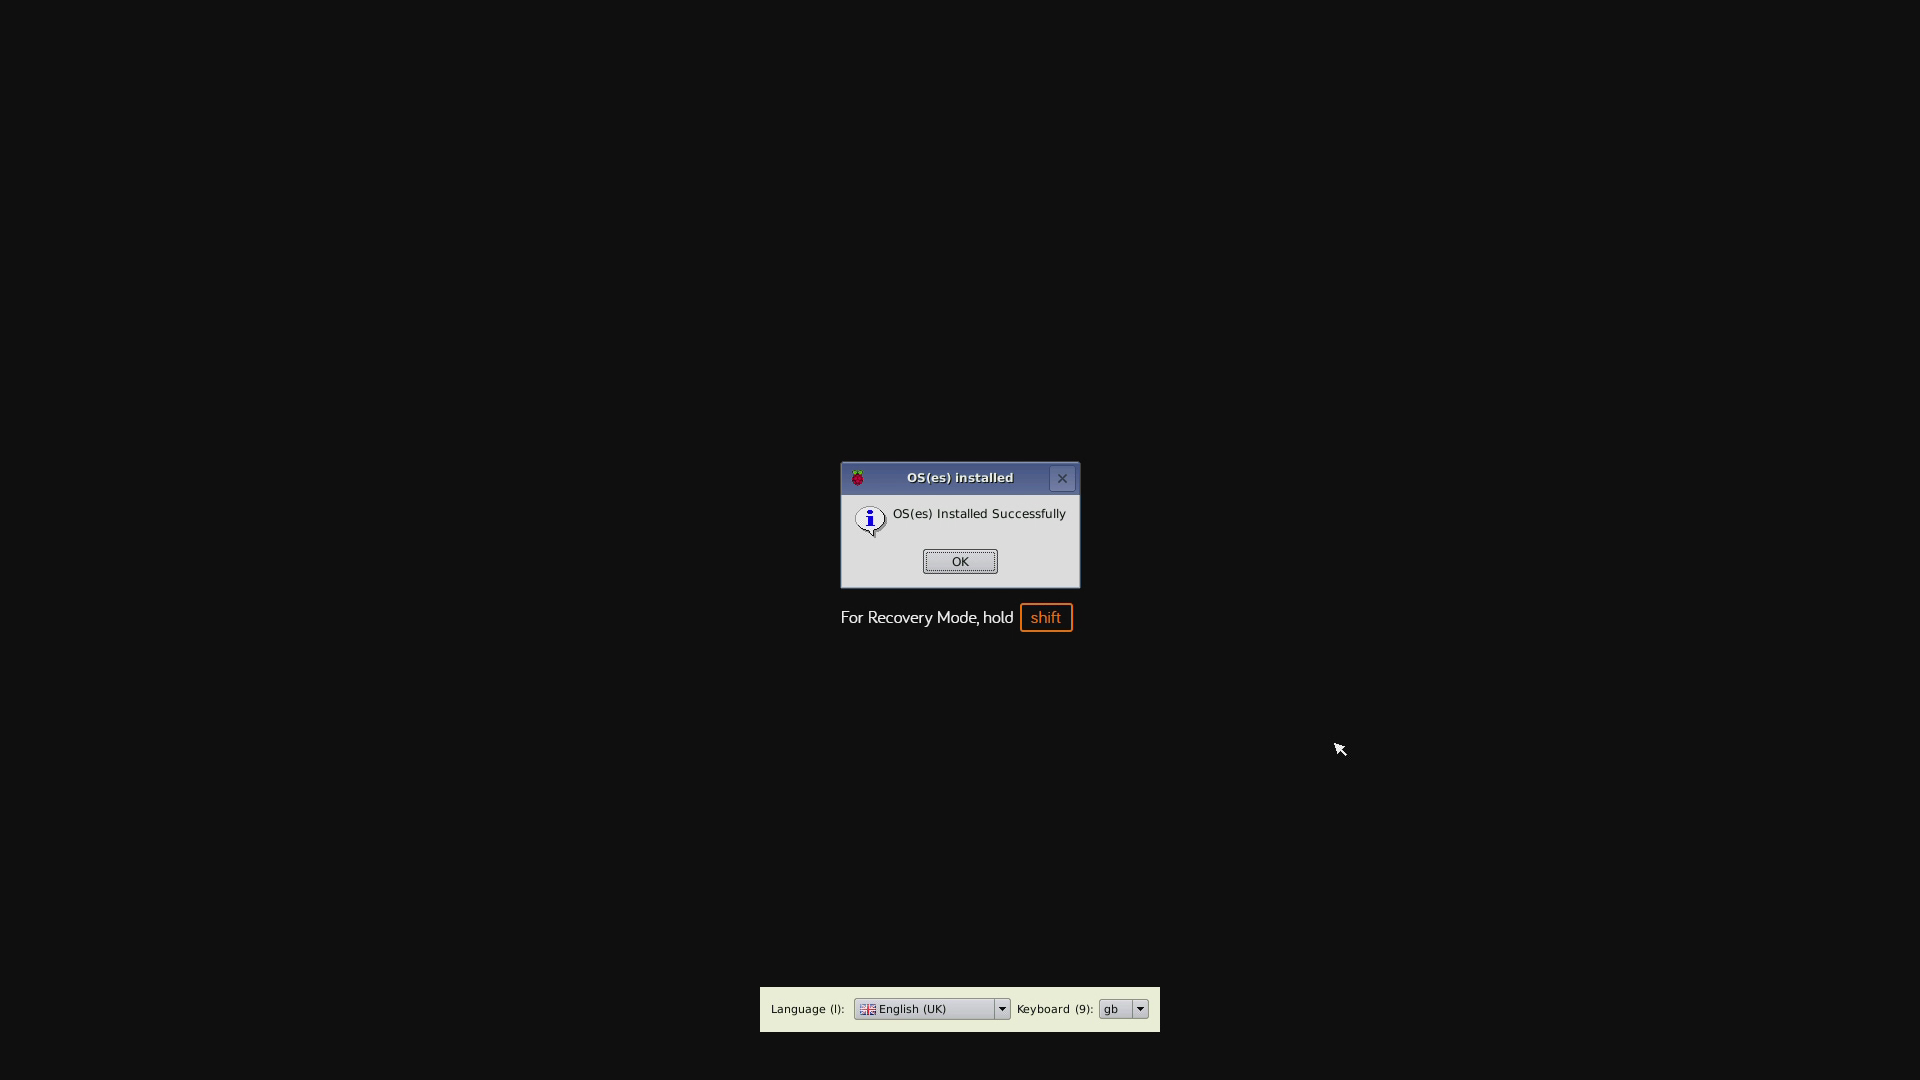 OS(es) installed
OS(es) Installed Successfully
OK
For Recovery Mode, hold shift
Language (l): English (UK) Keyboard (9): gb